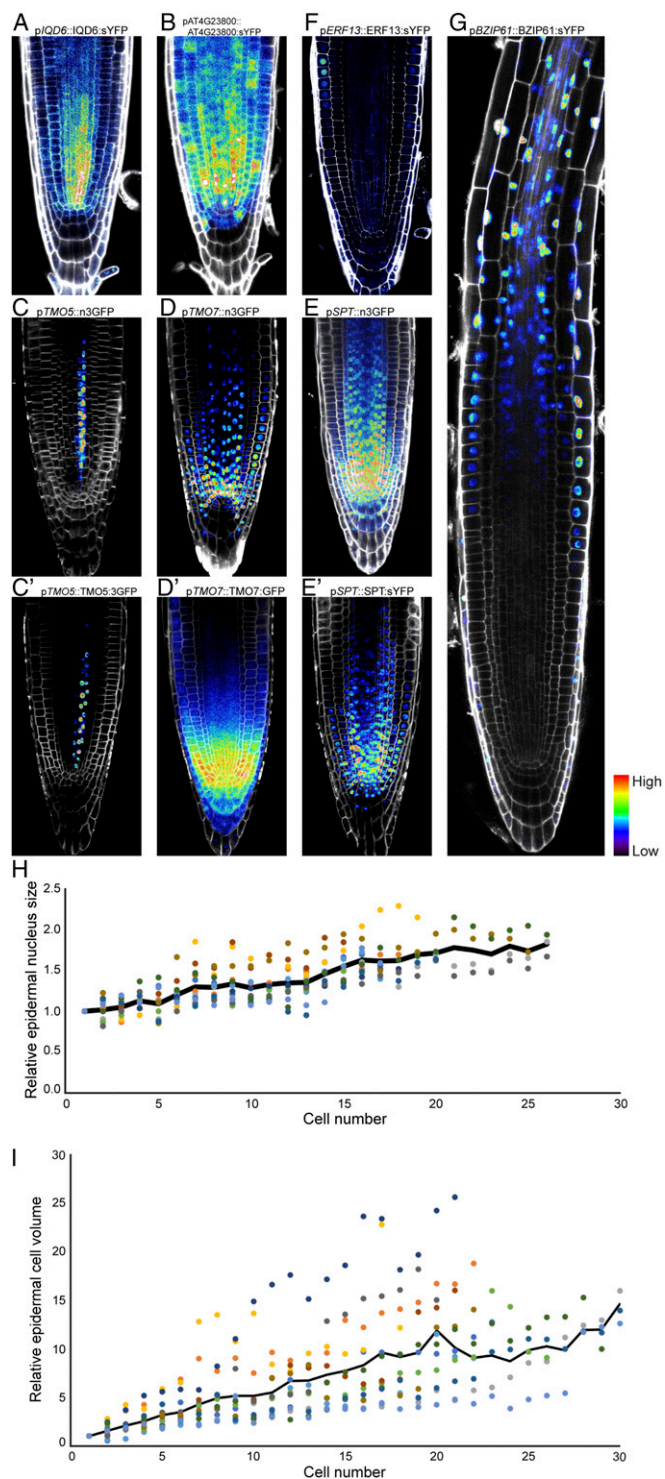 A
pIQD6::IQD6:sYFP
B
pAT4G23800::
AT4G23800:sYFP
F
pERF13::ERF13:sYFP
G
pBZIP61::BZIP61:sYFP
C
pTMO5::n3GFP
D
pTMO7::n3GFP
E
pSPT::n3GFP
C'
pTMO5::TMO5:3GFP
D'
pTMO7::TMO7:GFP
E'
pSPT::SPT:sYFP
High
Low
H
Relative epidermal nucleus size
2.5
2.0
1.5
1.0
0.5
0.0
0 5 10 15 20 25 30
Cell number
I
Relative epidermal cell volume
30
25
20
15
10
5
0
0 5 10 15 20 25 30
Cell number